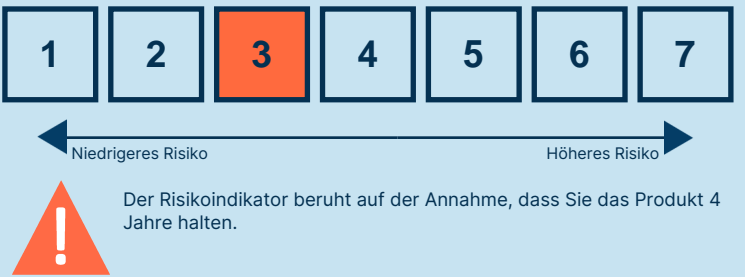 1 2 3 4 5 6 7
Niedrigeres Risiko Höheres Risiko
Der Risikoindikator beruht auf der Annahme, dass Sie das Produkt 4
Jahre halten.